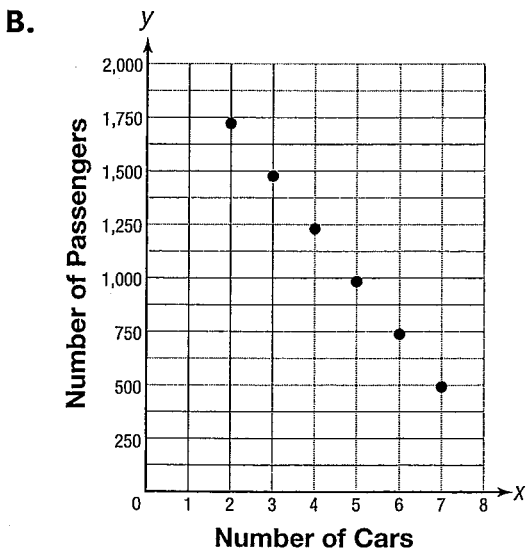 B.
y
2,000
1,750
1,500
1,250
1,000
750
500
250
0 1 2 3 4 5 6 7 8 x
Number of Passengers
Number of Cars